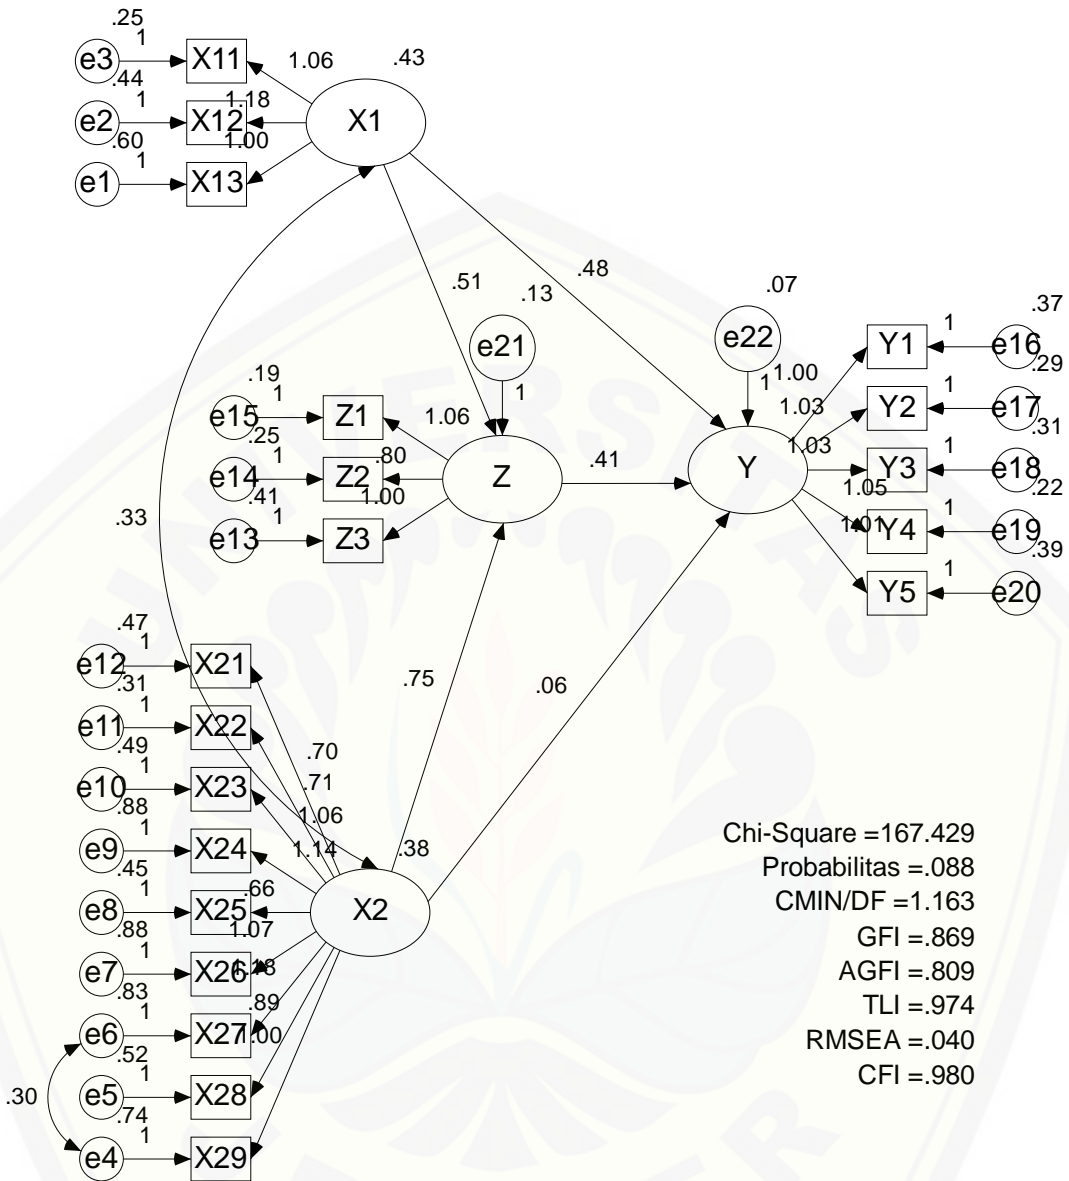 .25
1
e3
X11
1.06
.43
.44
1
e2
X12
1.18
X1
.60
1
e1
X13
1.00
.51
.48
.13
.07
e21
1
e22
1
.37
1.00
Y1
1
e16
.29
1.03
Y2
1
e17
.31
1.03
Y3
1
e18
.22
1.05
Y4
1
e19
.39
1.01
Y5
1
e20
.19
1
e15
Z1
1.06
.25
1
e14
Z2
.80
Z
.41
Y
.41
1
e13
Z3
1.00
.33
.47
1
e12
X21
.75
.06
.31
1
e11
X22
.70
.49
1
e10
X23
.71
1.06
.88
1
e9
X24
1.14
.38
.45
1
e8
X25
.66
X2
1.07
.88
1
e7
X26
1.18
.83
1
e6
X27
.89
1.00
.52
1
e5
X28
.30
.74
1
e4
X29
Chi-Square =167.429
Probabilitas =.088
CMIN/DF =1.163
GFI =.869
AGFI =.809
TLI =.974
RMSEA =.040
CFI =.980
UNIVERSITAS